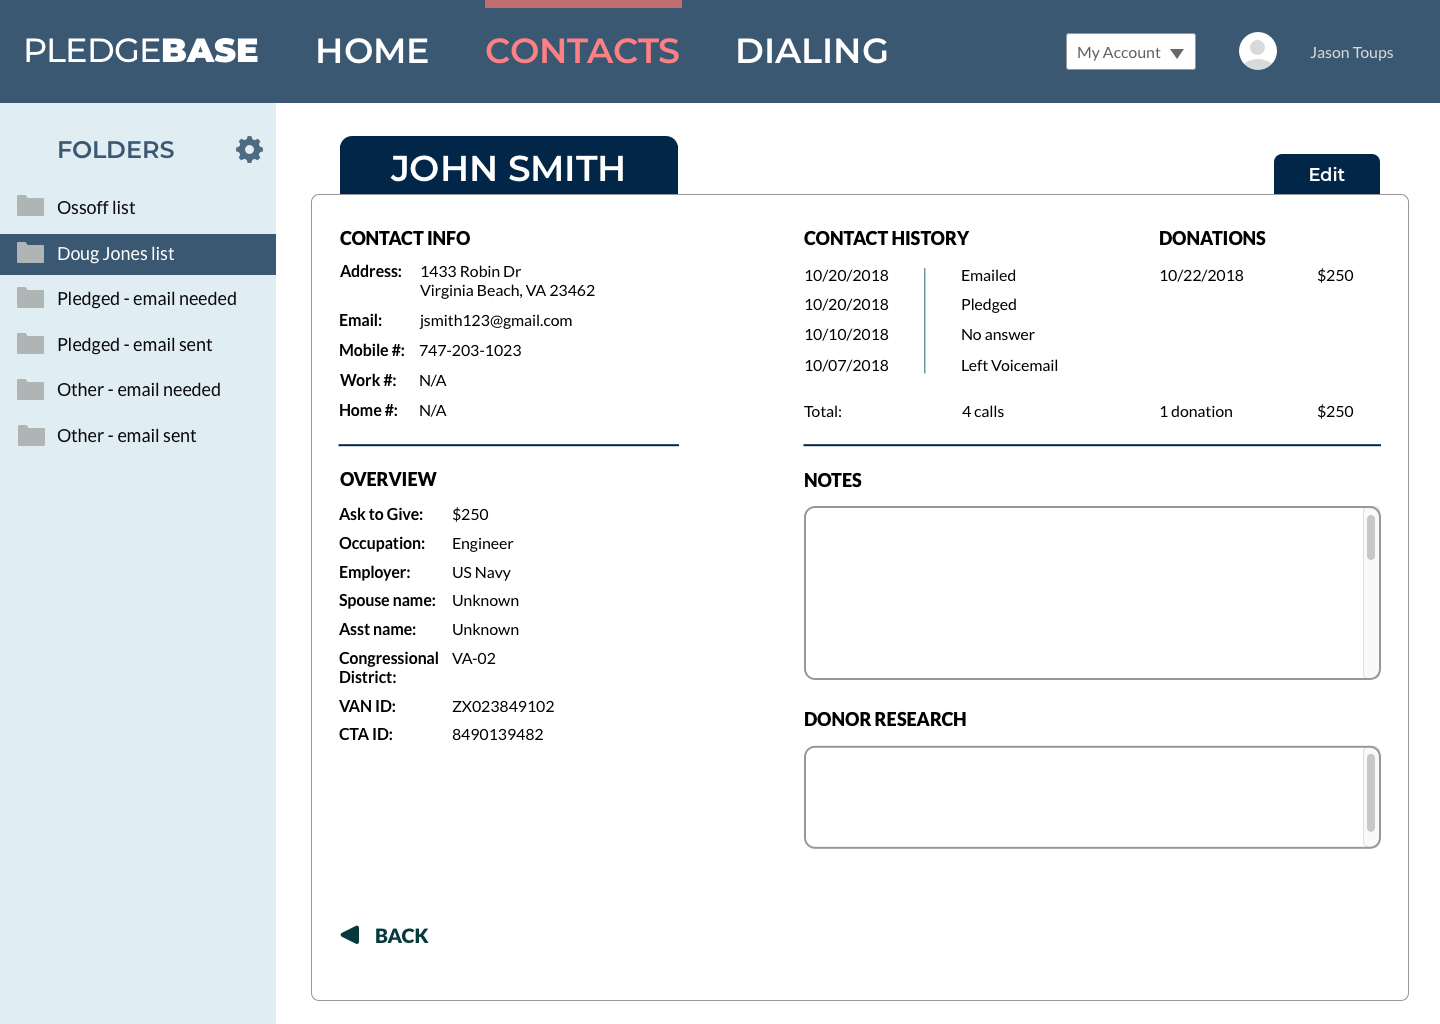 PLEDGEBASE HOME CONTACTS DIALING My Account Jason Toups
FOLDERS
Ossoff list
Doug Jones list
Pledged - email needed
Pledged - email sent
Other - email needed
Other - email sent
JOHN SMITH
Edit
CONTACT INFO
Address: 1433 Robin Dr
Virginia Beach, VA 23462
Email: jsmith123@gmail.com
Mobile #: 747-203-1023
Work #: N/A
Home #: N/A
OVERVIEW
Ask to Give: $250
Occupation: Engineer
Employer: US Navy
Spouse name: Unknown
Asst name: Unknown
Congressional VA-02
District:
VAN ID: ZX023849102
CTA ID: 8490139482
CONTACT HISTORY
10/20/2018 Emailed
10/20/2018 Pledged
10/10/2018 No answer
10/07/2018 Left Voicemail
Total: 4 calls
DONATIONS
10/22/2018 $250
1 donation $250
NOTES
DONOR RESEARCH
BACK